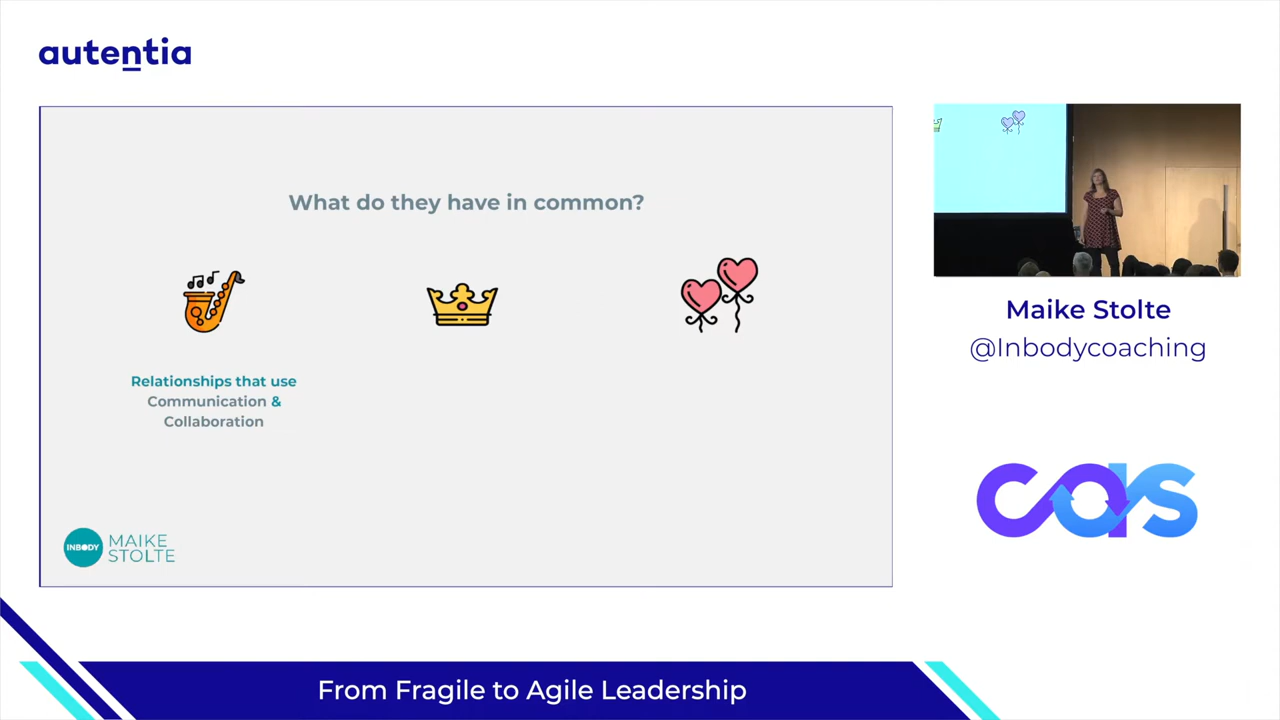 autentia
What do they have in common?
Relationships that use
Communication &
Collaboration
INBODY
MAIKE
STOLTE
Maike Stolte
@Inbodycoaching
cas
From Fragile to Agile Leadership